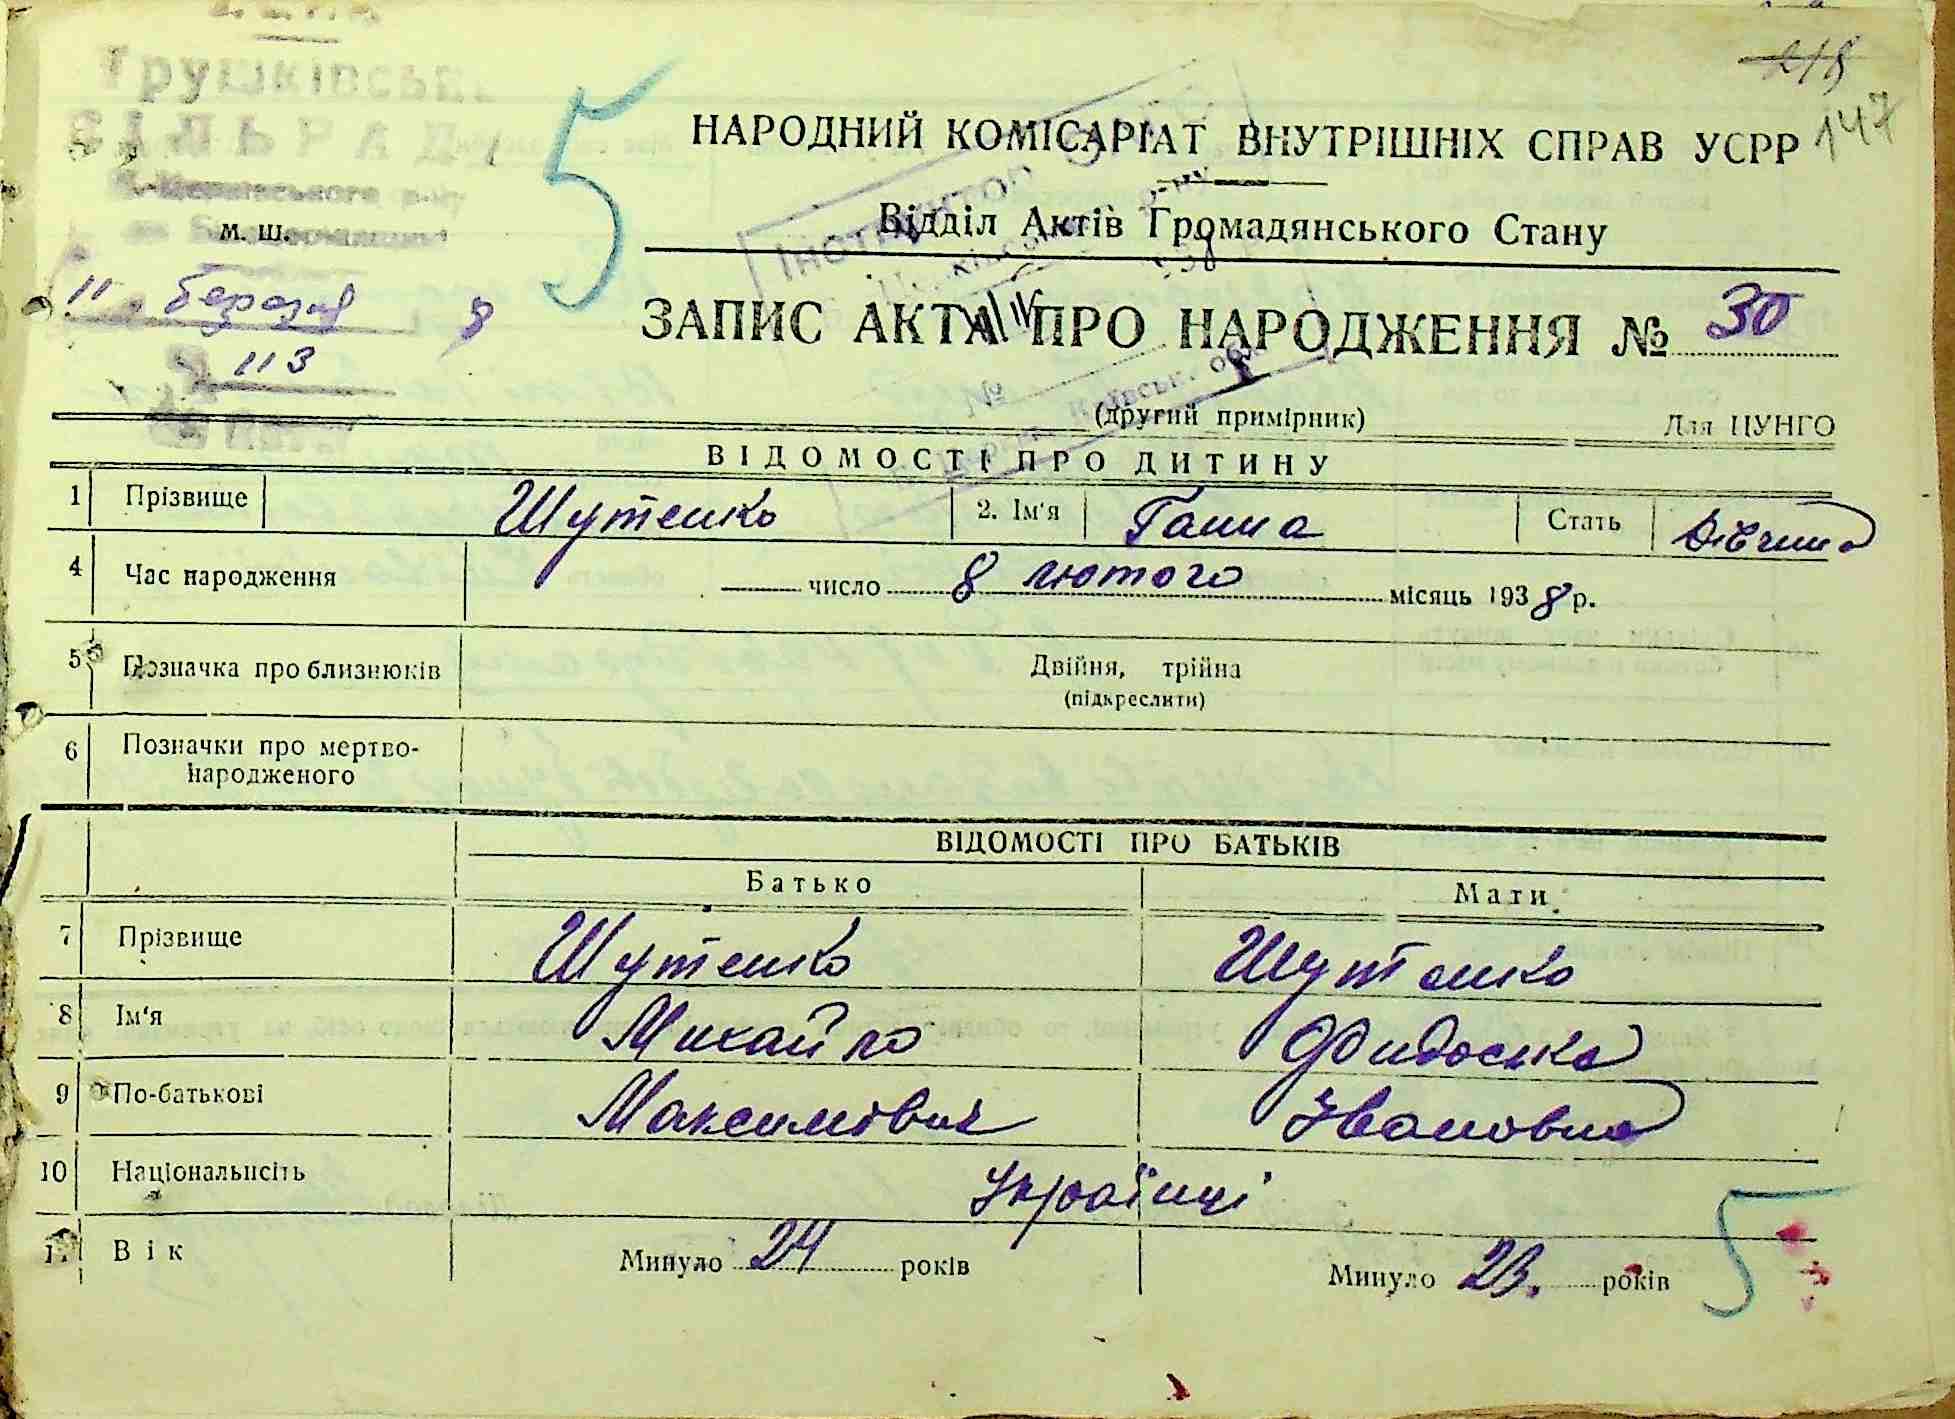 Грушківська
СІЛЬРАДА
м. ш.
11 березня 8
113
5
218
147
НАРОДНИЙ КОМІСАРІАТ ВНУТРІШНІХ СПРАВ УСРР
Відділ Актів Громадянського Стану
ЗАПИС АКТА ПРО НАРОДЖЕННЯ № 30
(другий примірник) Для ЦУНГО
ВІДОМОСТІ ПРО ДИТИНУ
1 Прізвище Шутенко 2. Ім'я Ганна Стать Дівчина
4 Час народження число 8 лютого місяць 1938 р.
5 Позначка про близнюків Двійня, трійна
(підкреслити)
6 Позначки про мертво-
народженого
ВІДОМОСТІ ПРО БАТЬКІВ
Батько Мати
7 Прізвище Шутенко Шутенко
8 Ім'я Михайло Фидоська
9 По-батькові Максимович Івановна
10 Національність Українці
11 Вік Минуло 24 років Минуло 23. років
5